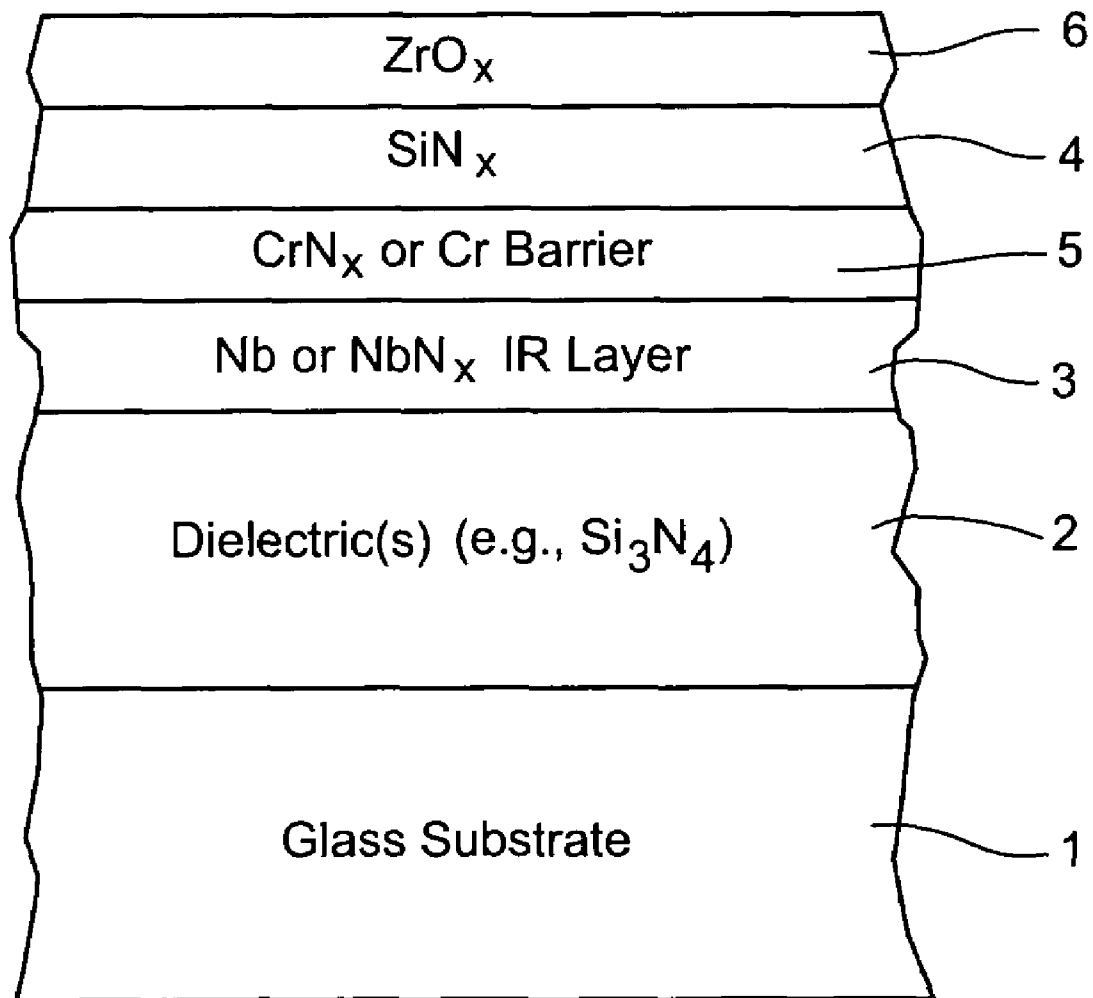 ZrOₓ 6
SiNₓ 4
CrNₓ or Cr Barrier 5
Nb or NbNₓ IR Layer 3
Dielectric(s) (e.g., Si₃N₄) 2
Glass Substrate 1